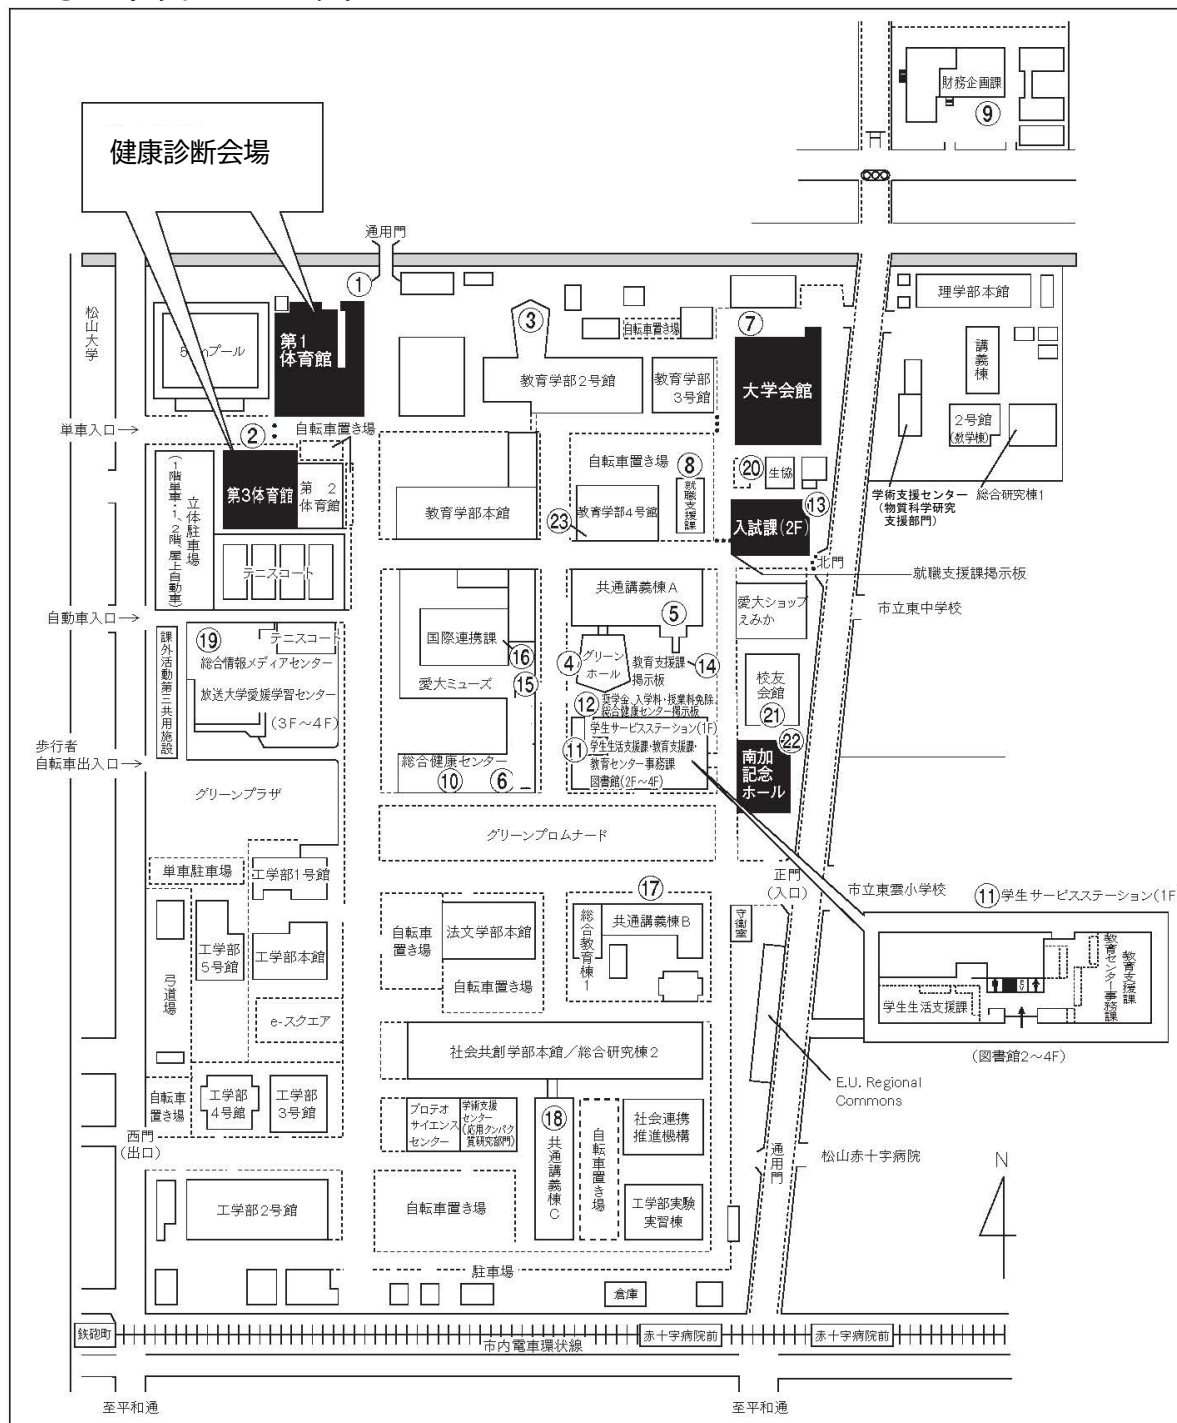 財務企画課
⑨
健康診断会場
通用門
①
松山大学
プール
第1
体育館
③
自転車置き場
⑦
理学部本館
講義棟
教育学部2号館
教育学部
3号館
大学会館
2号館
(数学棟)
単車入口
②
自転車置き場
自転車置き場
⑧
⑳
生協
学術支援センター
(物質科学研究
支援部門)
総合研究棟1
立体駐車場
(1階単車・1、2階、屋上自動車)
第3体育館
第2
体育館
教育学部本館
教育学部4号館
就職支援課
⑬
㉓
入試課(2F)
北門
テニスコート
就職支援課掲示板
共通講義棟A
⑤
愛大ショップ
えみか
市立東中学校
自動車入口
課外活動第三共用施設
⑲
テニスコート
総合情報メディアセンター
放送大学愛媛学習センター
(3F～4F)
国際連携課
⑯
愛大ミューズ
⑮
④
グリーン
ホール
教育支援課
掲示板
⑭
校友
会館
㉑
⑫
奨学金、入学料・授業料免除
総合健康センター掲示板
学生サービスステーション(1F)
⑪
学生生活支援課・教育支援課・
教育センター事務課
図書館(2F～4F)
㉒
南加
記念
ホール
歩行者
自転車出入口
総合健康センター
⑩
⑥
グリーンプラザ
グリーンプロムナード
単車駐車場
工学部1号館
正門
(入口)
市立東雲小学校
⑪学生サービスステーション(1F
⑰
守衛室
弓道場
工学部
5号館
工学部本館
自転車
置き場
法文学部本館
総合教育棟1
共通講義棟B
自転車置き場
学生生活支援課
教育センター事務課
教育支援課
e-スクエア
(図書館2～4F)
社会共創学部本館／総合研究棟2
E.U. Regional
Commons
自転車
置き場
工学部
4号館
工学部
3号館
プロテオ
サイエンス
センター
学術支援
センター
(応用タンパク
質研究部門)
⑱
共通講義棟C
自転車置き場
社会連携
推進機構
西門
(出口)
通用門
松山赤十字病院
N
工学部2号館
自転車置き場
工学部実験
実習棟
駐車場
倉庫
鉄砲町
市内電車環状線
赤十字病院前
赤十字病院前
至平和通
至平和通